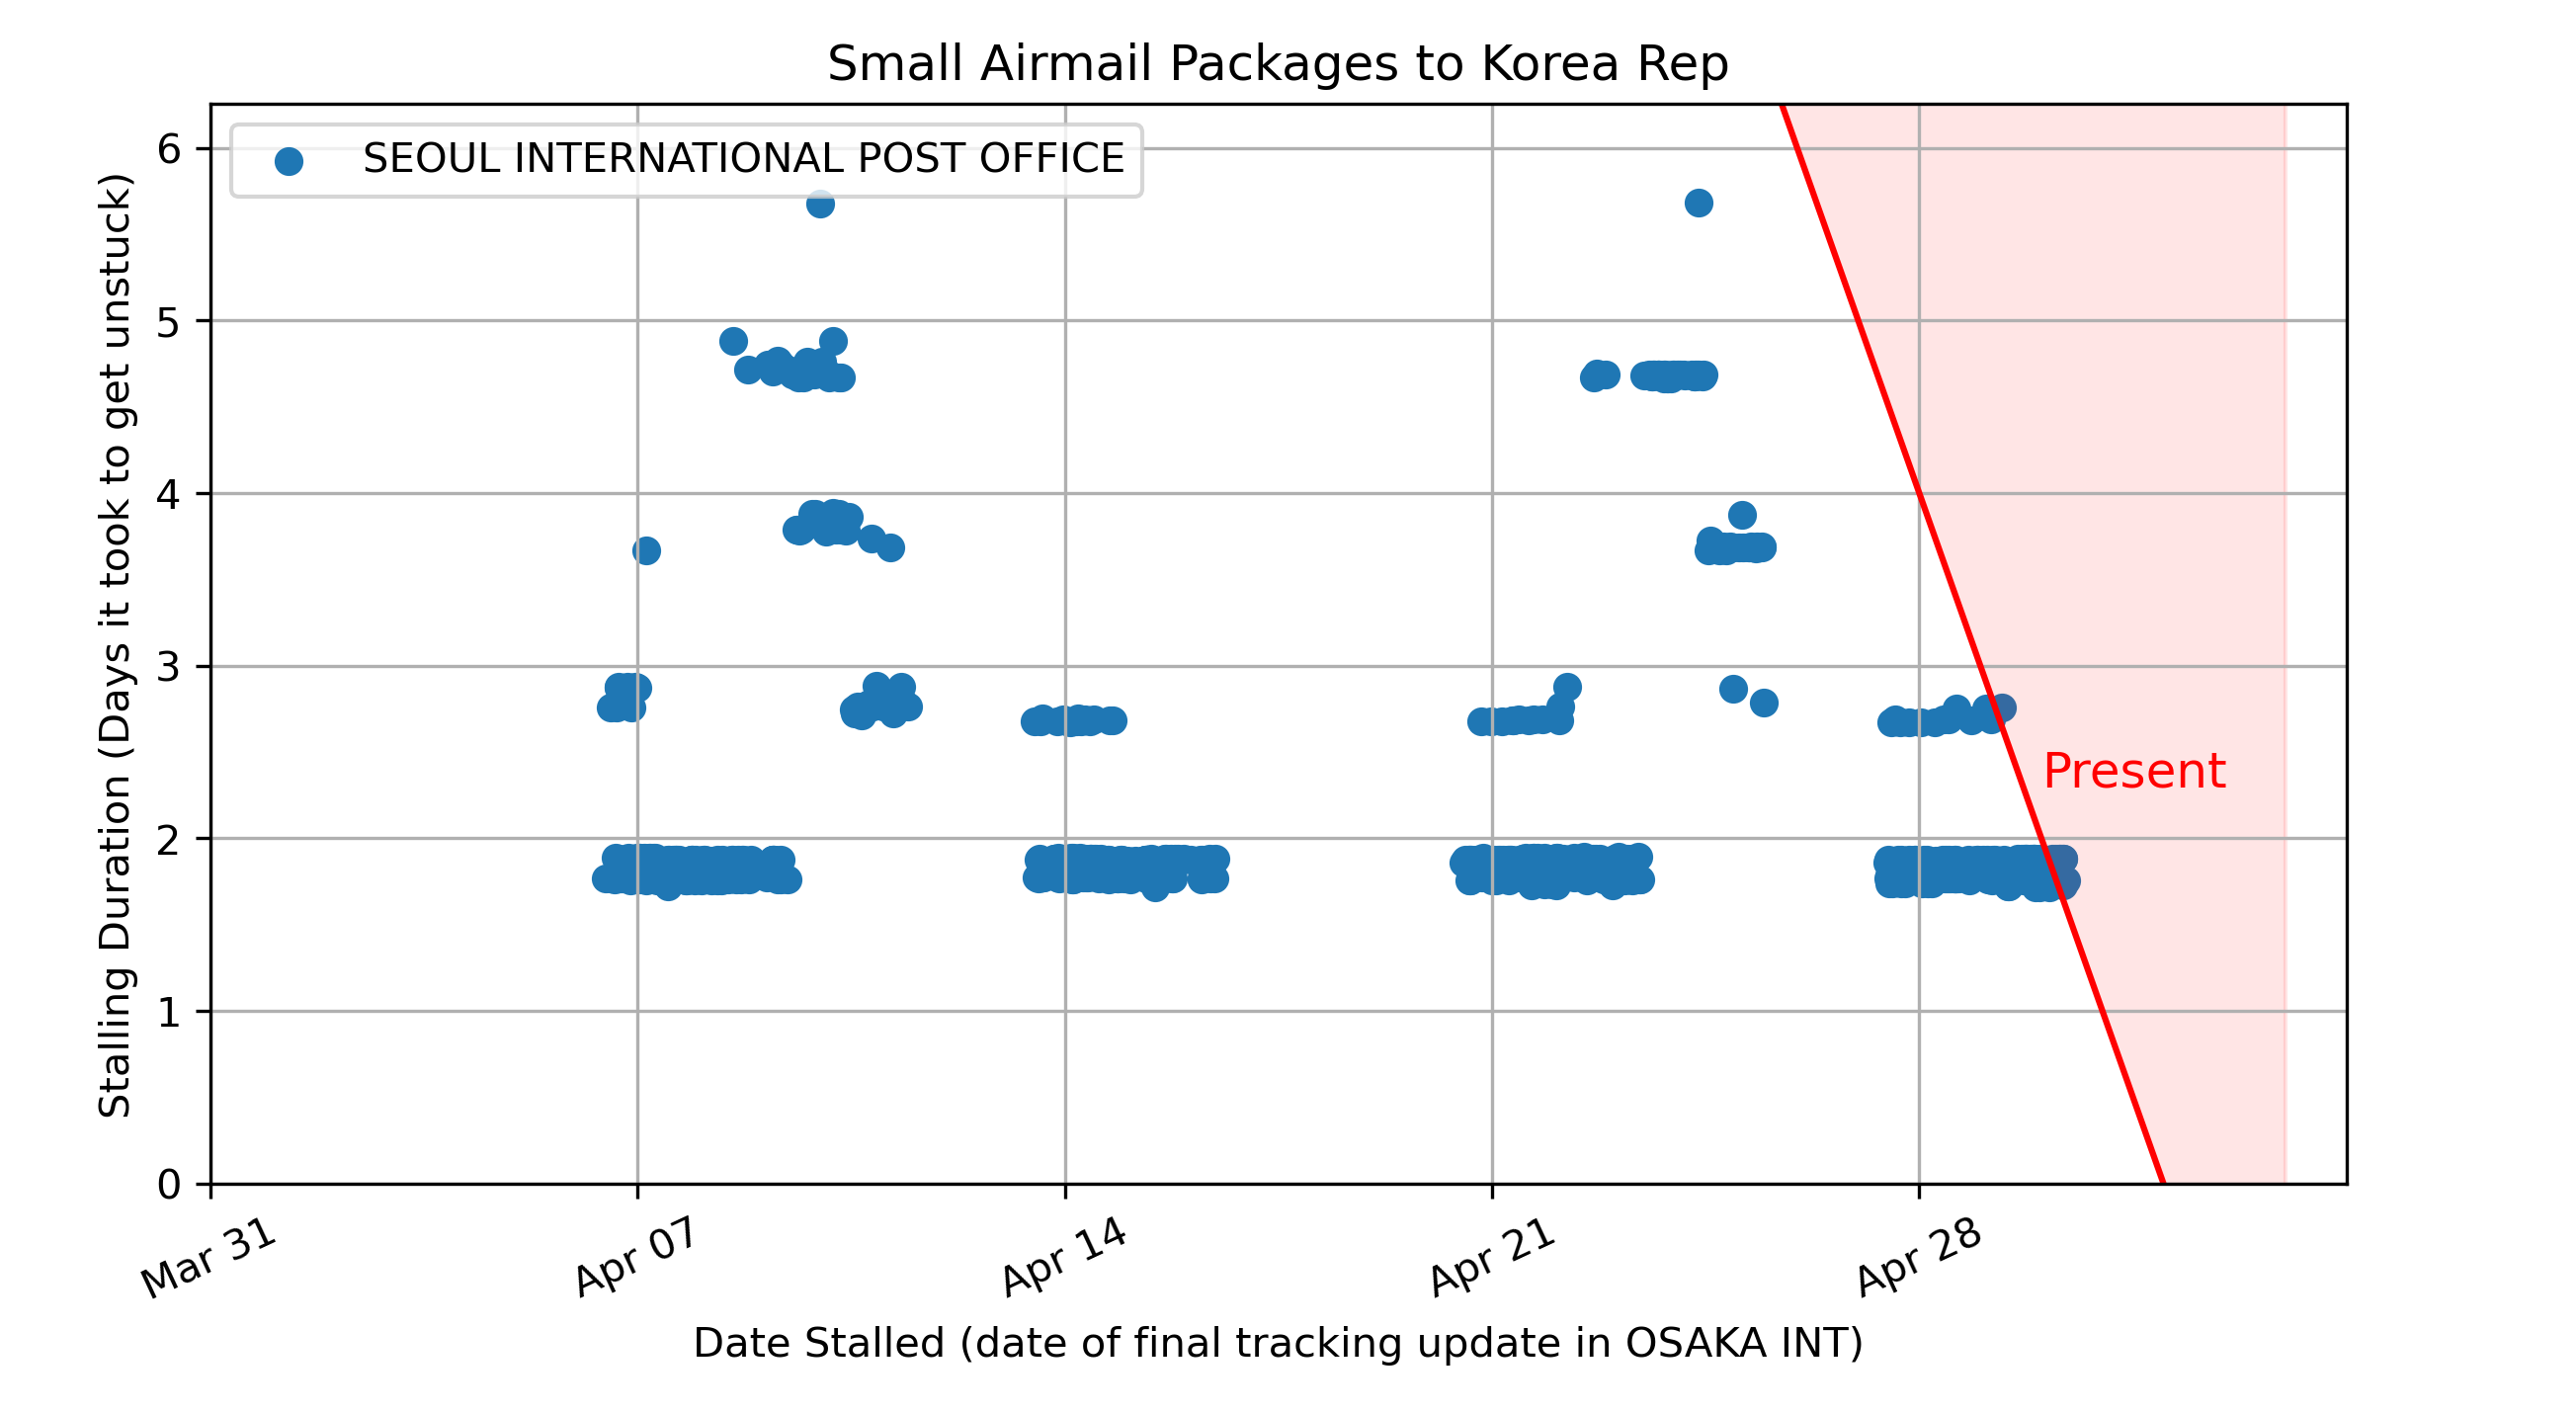 Small Airmail Packages to Korea Rep
SEOUL INTERNATIONAL POST OFFICE
Stalling Duration (Days it took to get unstuck)
6
5
4
3
2
1
0
Present
Mar 31
Apr 07
Apr 14
Apr 21
Apr 28
Date Stalled (date of final tracking update in OSAKA INT)